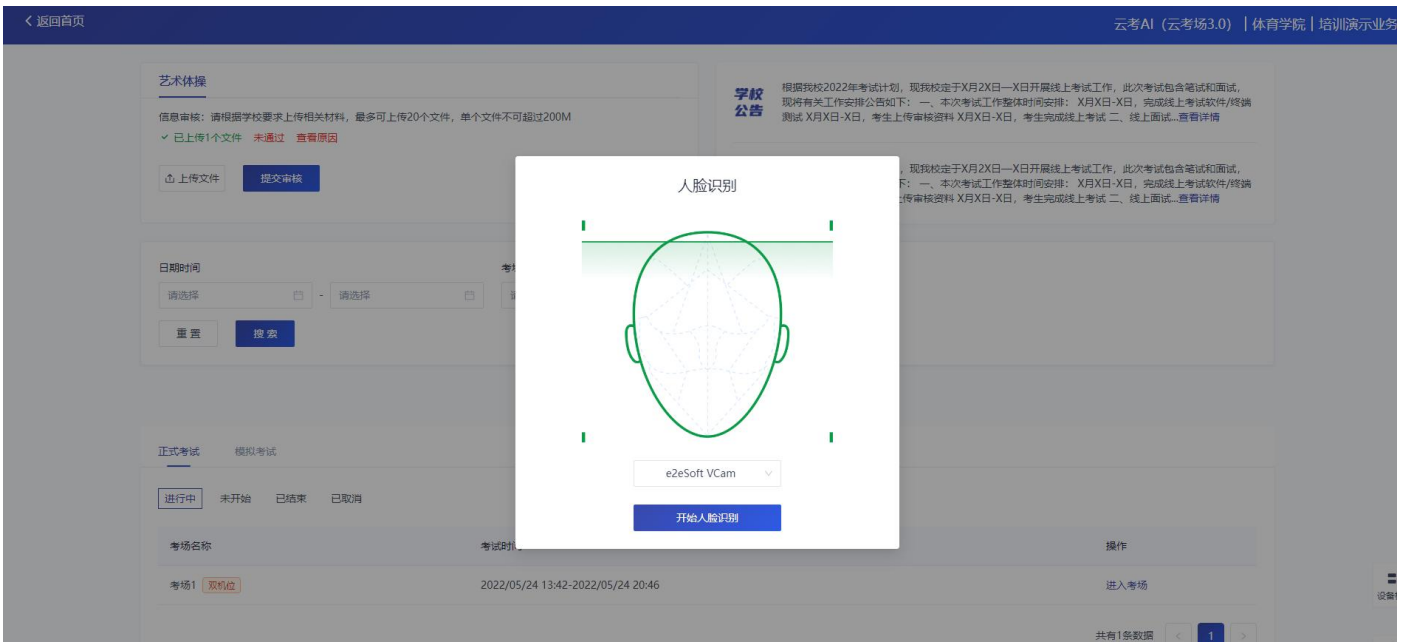 返回首页
云考AI（云考场3.0）｜体育学院｜培训演示业务
艺术体操
信息审核：请根据学校要求上传相关材料，最多可上传20个文件，单个文件不可超过200M
已上传1个文件 未通过 查看原因
上传文件
提交审核
学校
公告
根据我校2022年考试计划，现我校定于X月2X日—X日开展线上考试工作，此次考试包含笔试和面试，
现将有关工作安排公告如下： 一、本次考试工作整体时间安排： X月X日-X日，完成线上考试软件/终端
测试 X月X日-X日，考生上传审核资料 X月X日-X日，考生完成线上考试 二、线上面试...查看详情
，现我校定于X月2X日—X日开展线上考试工作，此次考试包含笔试和面试，
下： 一、本次考试工作整体时间安排： X月X日-X日，完成线上考试软件/终端
上传审核资料 X月X日-X日，考生完成线上考试 二、线上面试...查看详情
人脸识别
日期时间
请选择 - 请选择
重置
搜索
e2eSoft VCam
开始人脸识别
正式考试 模拟考试
进行中 未开始 已结束 已取消
考场名称 考试时间 操作
考场1 双机位 2022/05/24 13:42-2022/05/24 20:46 进入考场
共有1条数据 < 1 >